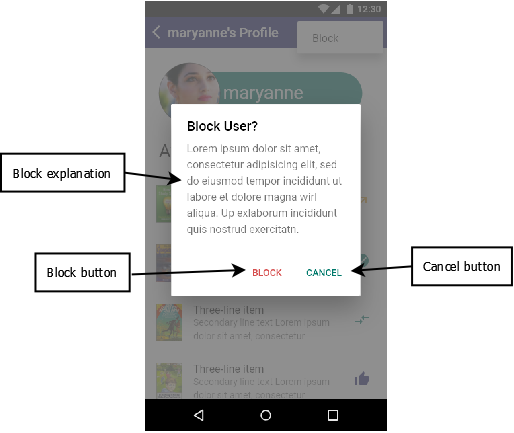 12:30
maryanne's Profile
Block
maryanne
A
Block User?
Lorem ipsum dolor sit amet,
consectetur adipisicing elit, sed
do eiusmod tempor incididunt ut
labore et dolore magna wirl
aliqua. Up exlaborum incididunt
quis nostrud exercitatn.
BLOCK
CANCEL
Block explanation
Block button
Cancel button
Three-line item
Secondary line text Lorem ipsum
dolor sit amet, consectetur
Three-line item
Secondary line text Lorem ipsum
dolor sit amet, consectetur